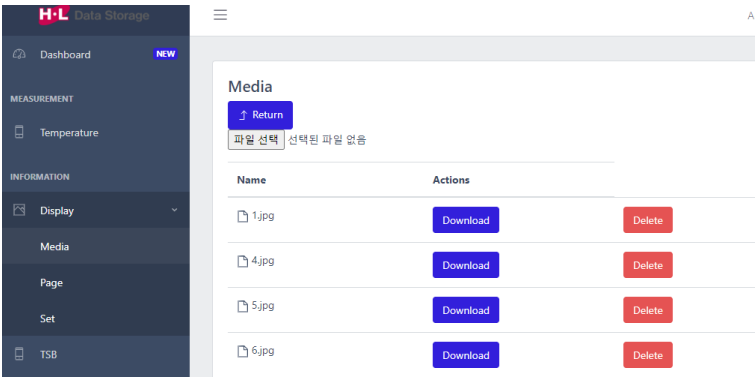 H·L Data Storage
A
Dashboard NEW
Media
Return
MEASUREMENT
파일 선택 선택된 파일 없음
Temperature
Name Actions
INFORMATION
Display
1.jpg Download Delete
Media
4.jpg Download Delete
Page
5.jpg Download Delete
Set
6.jpg Download Delete
TSB